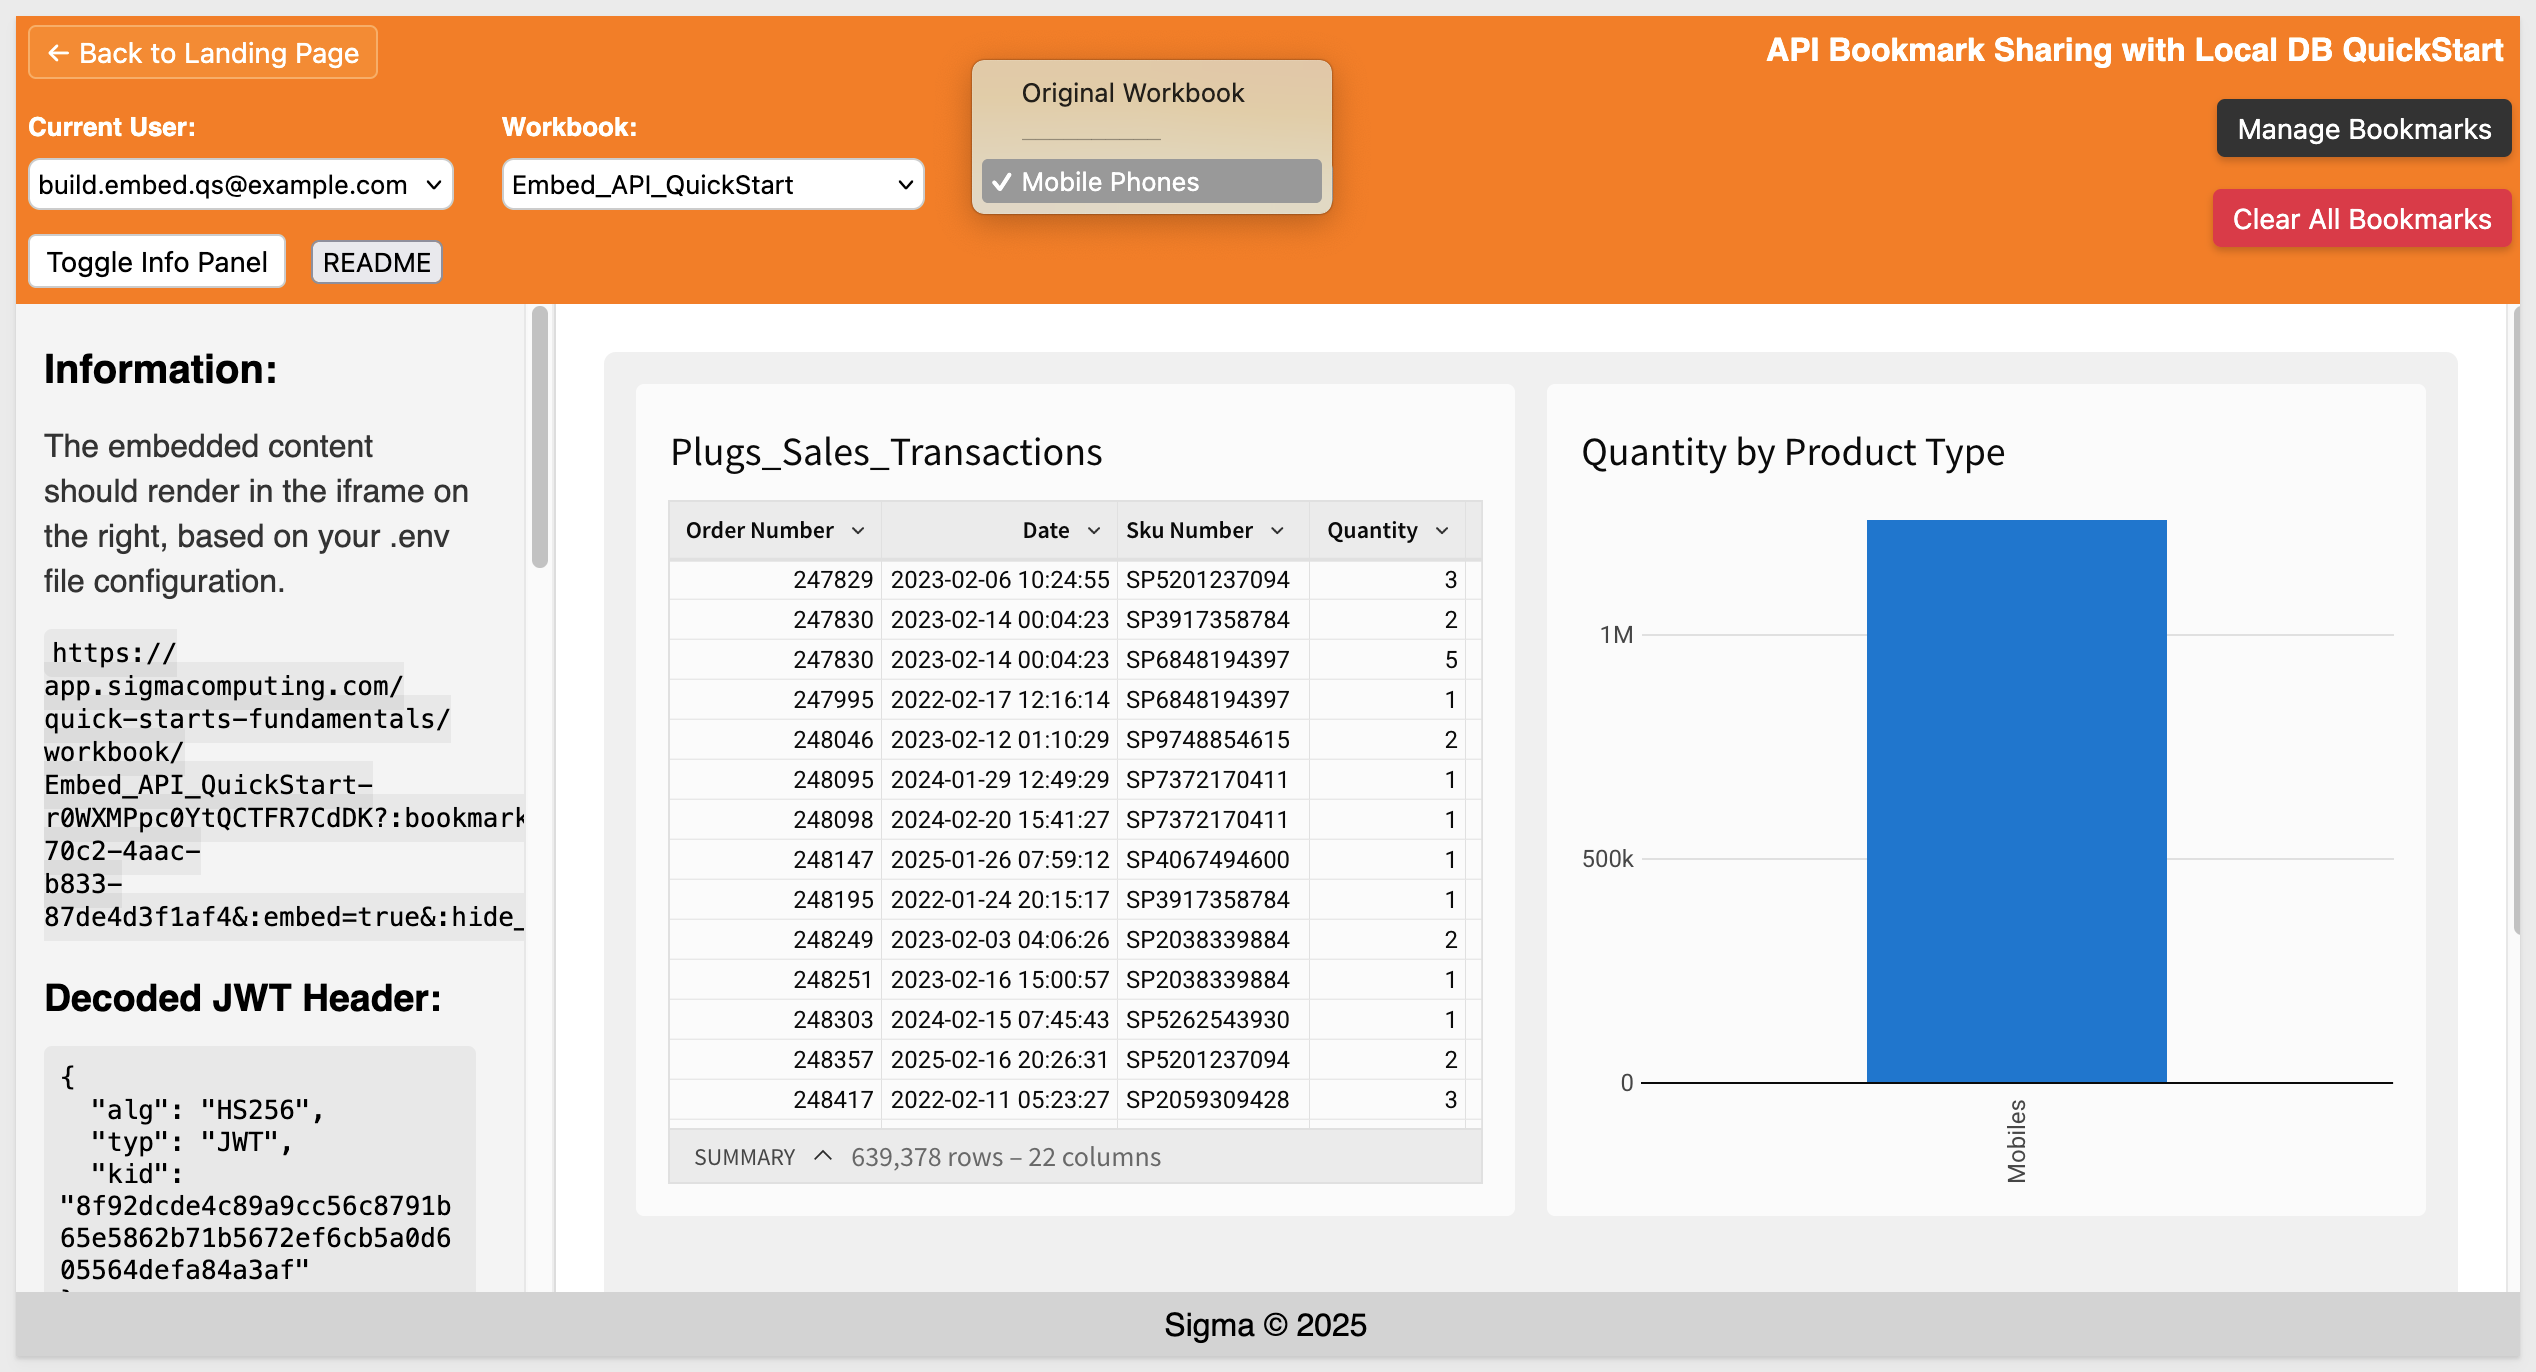 ← Back to Landing Page
API Bookmark Sharing with Local DB QuickStart
Current User:
build.embed.qs@example.com
Workbook:
Embed_API_QuickStart
Original Workbook
✓ Mobile Phones
Manage Bookmarks
Clear All Bookmarks
Toggle Info Panel
README
Information:
The embedded content
should render in the iframe on
the right, based on your .env
file configuration.
https://
app.sigmacomputing.com/
quick-starts-fundamentals/
workbook/
Embed_API_QuickStart-
r0WXMPpc0YtQCTFR7CdDK?:bookmark
70c2-4aac-
b833-
87de4d3f1af4&:embed=true&:hide_
Decoded JWT Header:
{
"alg": "HS256",
"typ": "JWT",
"kid":
"8f92dcde4c89a9cc56c8791b
65e5862b71b5672ef6cb5a0d6
05564defa84a3af"
Plugs_Sales_Transactions
Order Number Date Sku Number Quantity
247829 2023-02-06 10:24:55 SP5201237094 3
247830 2023-02-14 00:04:23 SP3917358784 2
247830 2023-02-14 00:04:23 SP6848194397 5
247995 2022-02-17 12:16:14 SP6848194397 1
248046 2023-02-12 01:10:29 SP9748854615 2
248095 2024-01-29 12:49:29 SP7372170411 1
248098 2024-02-20 15:41:27 SP7372170411 1
248147 2025-01-26 07:59:12 SP4067494600 1
248195 2022-01-24 20:15:17 SP3917358784 1
248249 2023-02-03 04:06:26 SP2038339884 2
248251 2023-02-16 15:00:57 SP2038339884 1
248303 2024-02-15 07:45:43 SP5262543930 1
248357 2025-02-16 20:26:31 SP5201237094 2
248417 2022-02-11 05:23:27 SP2059309428 3
SUMMARY 639,378 rows – 22 columns
Quantity by Product Type
1M
500k
0
Mobiles
Sigma © 2025